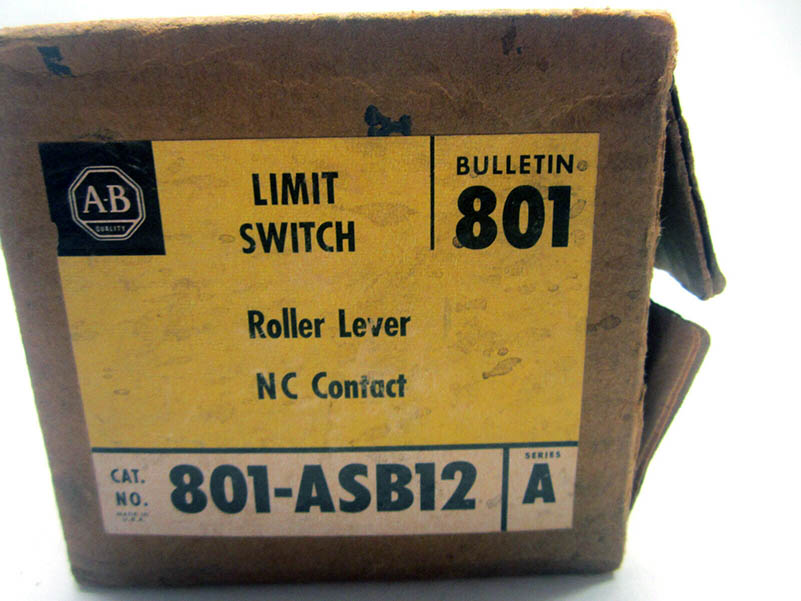 A-B
QUALITY
LIMIT
SWITCH
BULLETIN
801
Roller Lever
NC Contact
CAT.
NO.
MADE IN
U.S.A.
801-ASB12
SERIES
A